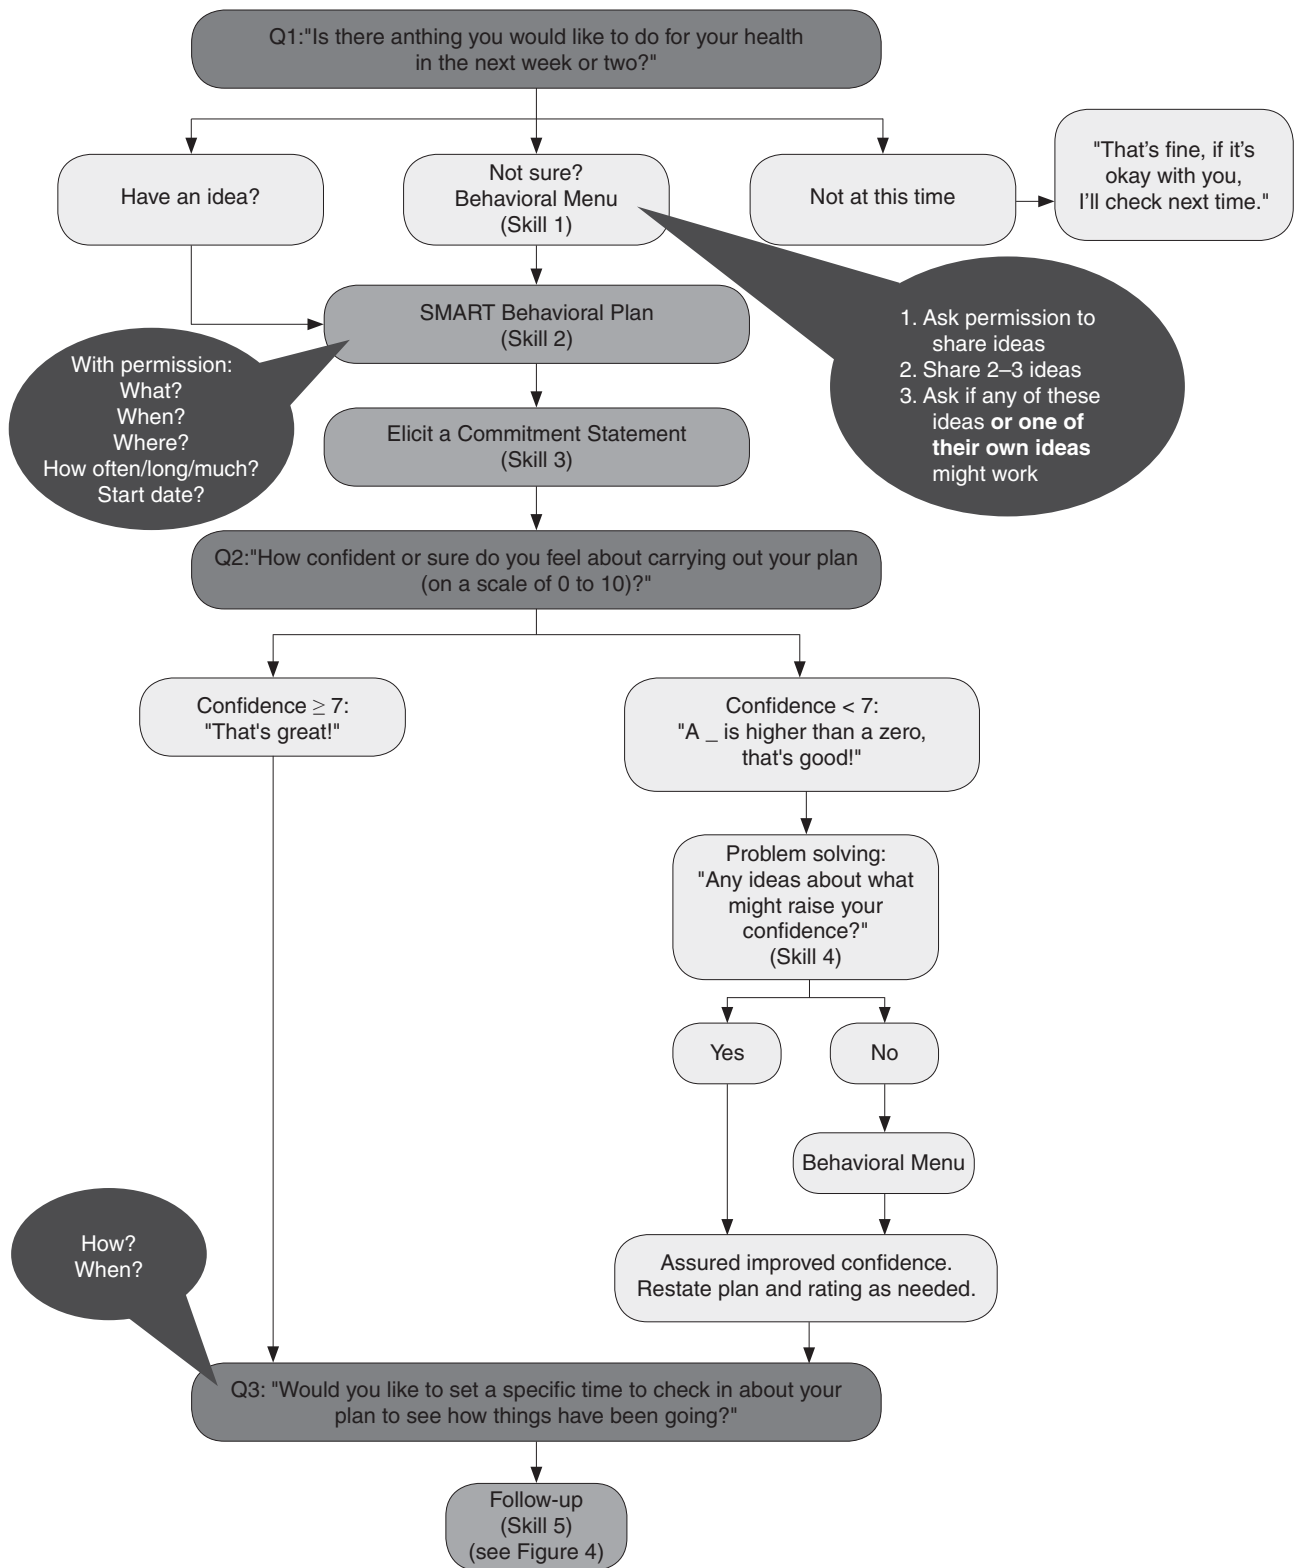 Q1:"Is there anthing you would like to do for your health
in the next week or two?"
Have an idea?
Not sure?
Behavioral Menu
(Skill 1)
Not at this time
"That’s fine, if it’s
okay with you,
I’ll check next time."
1. Ask permission to
share ideas
2. Share 2–3 ideas
3. Ask if any of these
ideas or one of
their own ideas
might work
SMART Behavioral Plan
(Skill 2)
With permission:
What?
When?
Where?
How often/long/much?
Start date?
Elicit a Commitment Statement
(Skill 3)
Q2:"How confident or sure do you feel about carrying out your plan
(on a scale of 0 to 10)?"
Confidence ≥ 7:
"That's great!"
Confidence < 7:
"A _ is higher than a zero,
that's good!"
Problem solving:
"Any ideas about what
might raise your
confidence?"
(Skill 4)
Yes
No
Behavioral Menu
Assured improved confidence.
Restate plan and rating as needed.
How?
When?
Q3: "Would you like to set a specific time to check in about your
plan to see how things have been going?"
Follow-up
(Skill 5)
(see Figure 4)